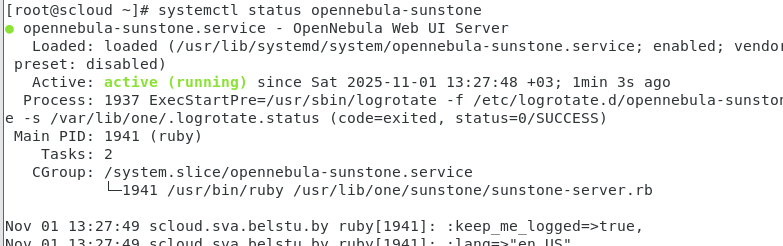 [root@scloud ~]# systemctl status opennebula-sunstone
● opennebula-sunstone.service - OpenNebula Web UI Server
   Loaded: loaded (/usr/lib/systemd/system/opennebula-sunstone.service; enabled; vendor
 preset: disabled)
   Active: active (running) since Sat 2025-11-01 13:27:48 +03; 1min 3s ago
  Process: 1937 ExecStartPre=/usr/sbin/logrotate -f /etc/logrotate.d/opennebula-sunston
e -s /var/lib/one/.logrotate.status (code=exited, status=0/SUCCESS)
 Main PID: 1941 (ruby)
    Tasks: 2
   CGroup: /system.slice/opennebula-sunstone.service
           └─1941 /usr/bin/ruby /usr/lib/one/sunstone/sunstone-server.rb
Nov 01 13:27:49 scloud.sva.belstu.by ruby[1941]: :keep_me_logged=>true,
Nov 01 13:27:49 scloud.sva.belstu.by ruby[1941]: :lang=>"en_US",